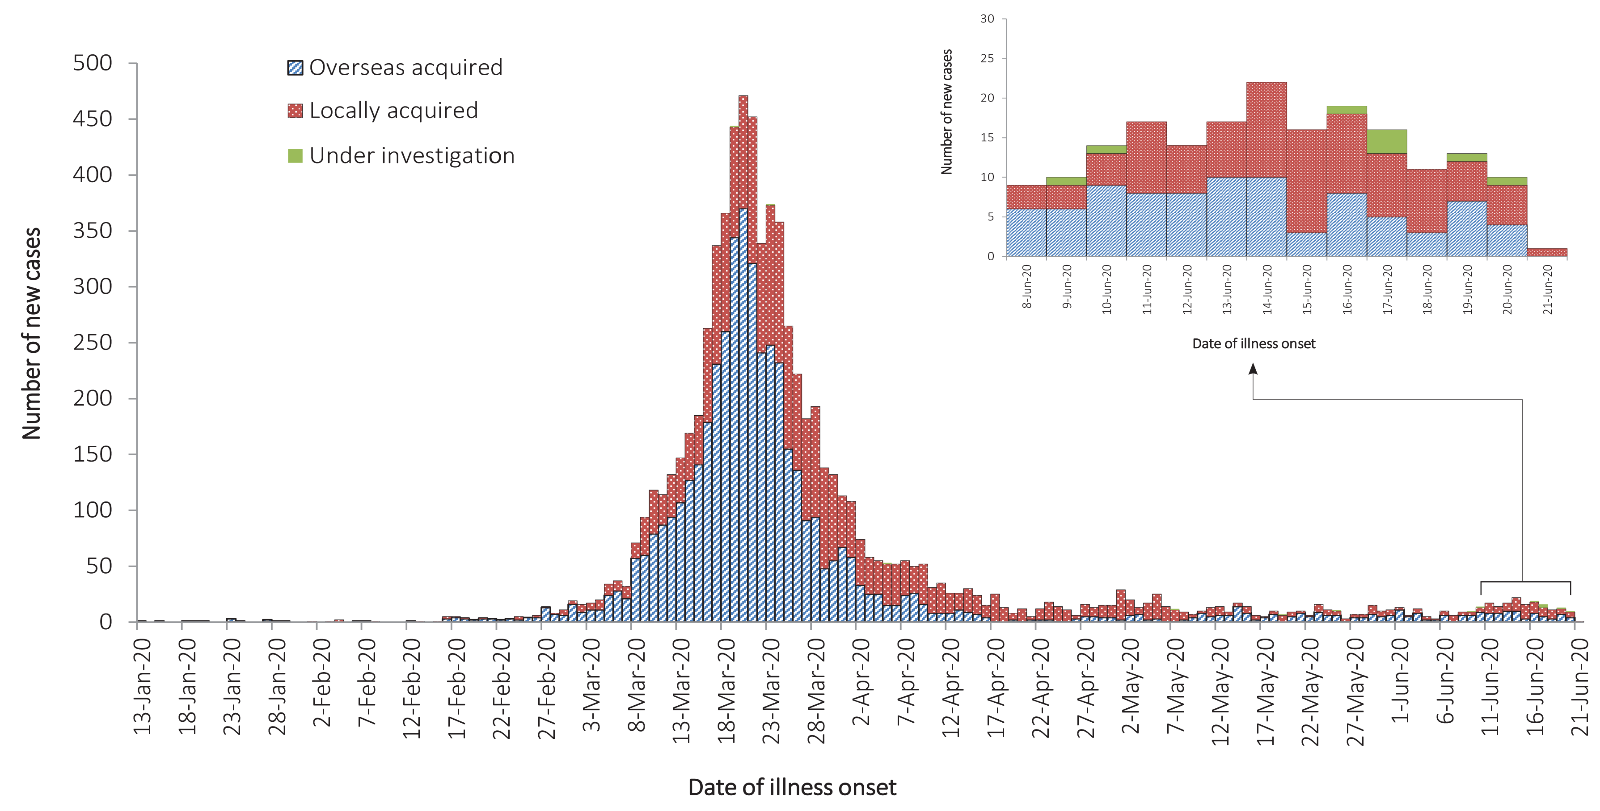 Overseas acquired
Locally acquired
Under investigation
Number of new cases
500
450
400
350
300
250
200
150
100
50
0
13-Jan-20
18-Jan-20
23-Jan-20
28-Jan-20
2-Feb-20
7-Feb-20
12-Feb-20
17-Feb-20
22-Feb-20
27-Feb-20
3-Mar-20
8-Mar-20
13-Mar-20
18-Mar-20
23-Mar-20
28-Mar-20
2-Apr-20
7-Apr-20
12-Apr-20
17-Apr-20
22-Apr-20
27-Apr-20
2-May-20
7-May-20
12-May-20
17-May-20
22-May-20
27-May-20
1-Jun-20
6-Jun-20
11-Jun-20
16-Jun-20
21-Jun-20
Date of illness onset
Number of new cases
30
25
20
15
10
5
0
8-Jun-20
9-Jun-20
10-Jun-20
11-Jun-20
12-Jun-20
13-Jun-20
14-Jun-20
15-Jun-20
16-Jun-20
17-Jun-20
18-Jun-20
19-Jun-20
20-Jun-20
21-Jun-20
Date of illness onset